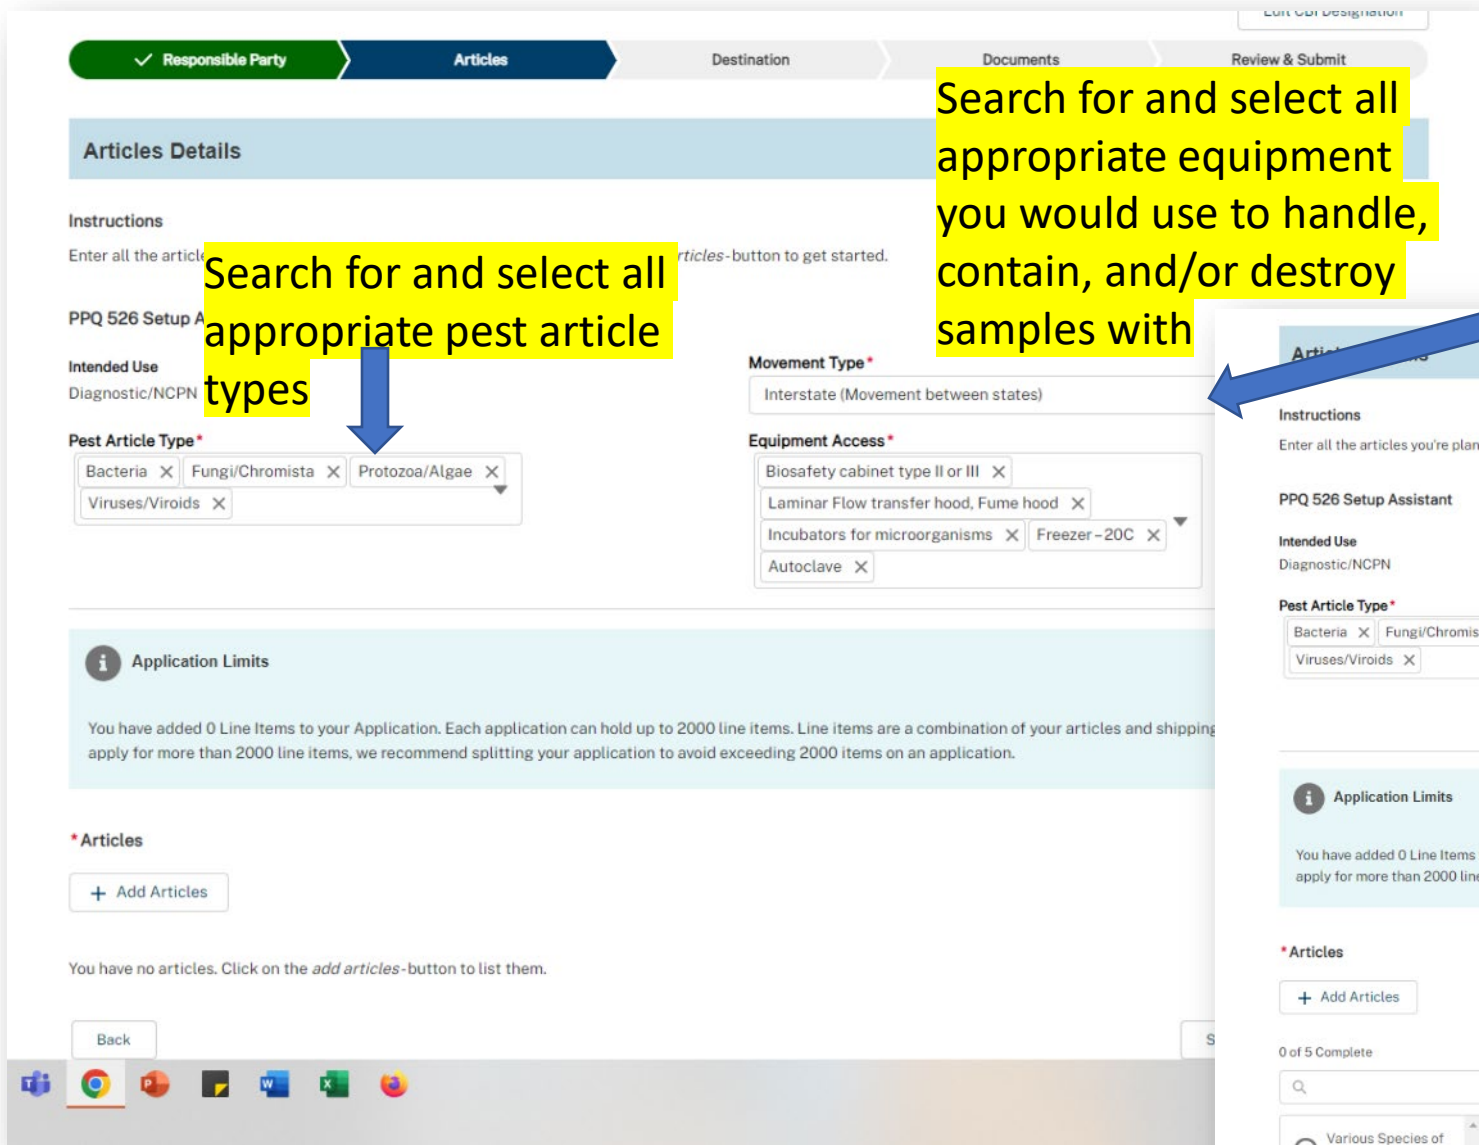 Edit CBI Designation
Responsible Party
Articles
Destination
Documents
Review & Submit
Search for and select all
appropriate equipment
you would use to handle,
contain, and/or destroy
samples with
Articles Details
Instructions
Enter all the article
rticles-button to get started.
Search for and select all
appropriate pest article
types
PPQ 526 Setup A
Intended Use
Diagnostic/NCPN
Movement Type*
Interstate (Movement between states)
Pest Article Type*
Bacteria Fungi/Chromista Protozoa/Algae
Viruses/Viroids
Equipment Access*
Biosafety cabinet type II or III
Laminar Flow transfer hood, Fume hood
Incubators for microorganisms Freezer–20C
Autoclave
Application Limits
You have added 0 Line Items to your Application. Each application can hold up to 2000 line items. Line items are a combination of your articles and shipping
apply for more than 2000 line items, we recommend splitting your application to avoid exceeding 2000 items on an application.
*Articles
+ Add Articles
You have no articles. Click on the add articles-button to list them.
Back
S
Instructions
Enter all the articles you're plan
PPQ 526 Setup Assistant
Intended Use
Diagnostic/NCPN
Pest Article Type*
Bacteria Fungi/Chromis
Viruses/Viroids
Application Limits
You have added 0 Line Items
apply for more than 2000 line
*Articles
+ Add Articles
0 of 5 Complete
Various Species of